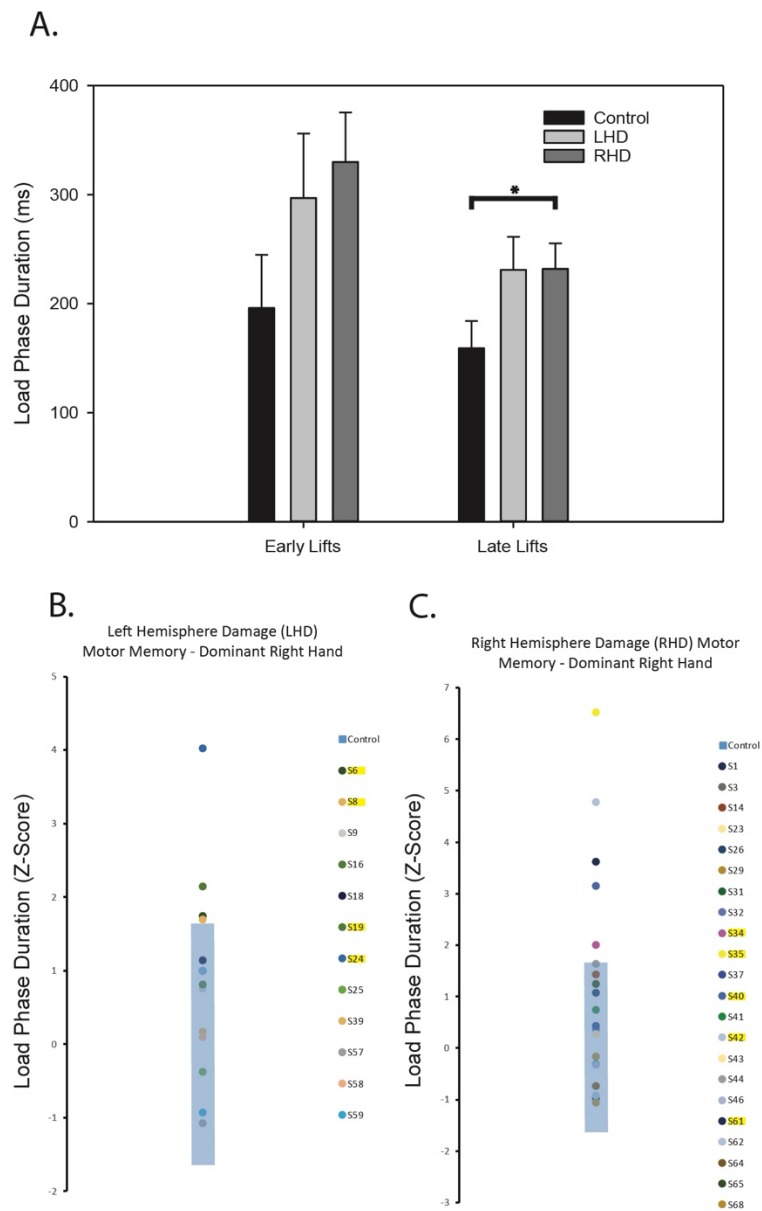 A.
400
300
200
100
0
Load Phase Duration (ms)
Control
LHD
RHD
*
Early Lifts
Late Lifts
B.
Left Hemisphere Damage (LHD)
Motor Memory - Dominant Right Hand
5
4
3
2
1
0
-1
-2
Load Phase Duration (Z-Score)
Control
S6
S8
S9
S16
S18
S19
S24
S25
S39
S57
S58
S59
C.
Right Hemisphere Damage (RHD) Motor
Memory - Dominant Right Hand
7
6
5
4
3
2
1
0
-1
-2
-3
Load Phase Duration (Z-Score)
Control
S1
S3
S14
S23
S26
S29
S31
S32
S34
S35
S37
S40
S41
S42
S43
S44
S46
S61
S62
S64
S65
S68